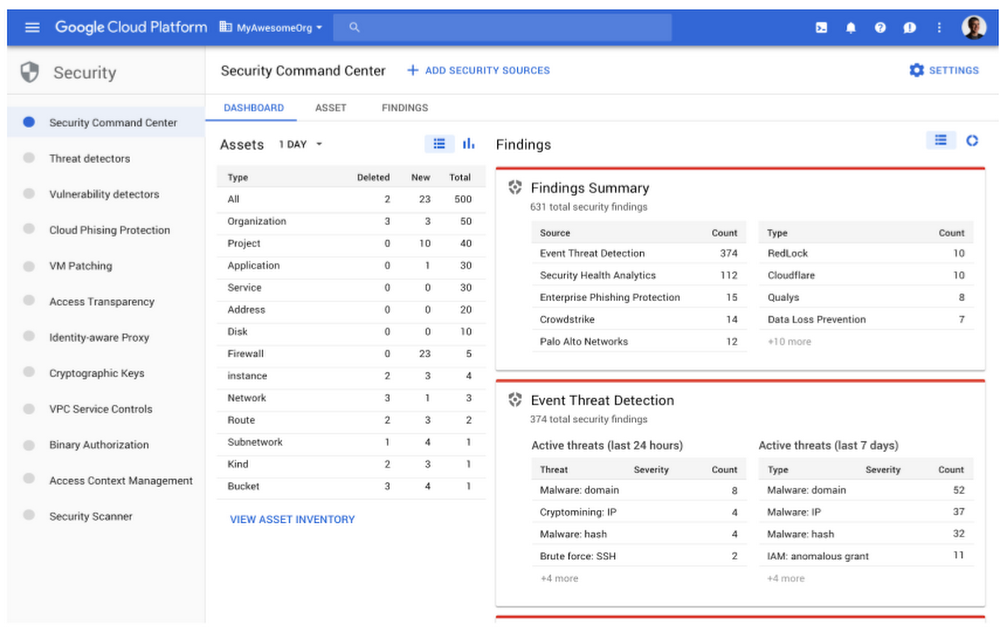 Google Cloud Platform MyAwesomeOrg
Security
Security Command Center
Threat detectors
Vulnerability detectors
Cloud Phising Protection
VM Patching
Access Transparency
Identity-aware Proxy
Cryptographic Keys
VPC Service Controls
Binary Authorization
Access Context Management
Security Scanner
Security Command Center + ADD SECURITY SOURCES SETTINGS
DASHBOARD ASSET FINDINGS
Assets 1 DAY
Type Deleted New Total
All 2 23 500
Organization 3 3 50
Project 0 10 40
Application 0 1 30
Service 0 0 30
Address 0 0 20
Disk 0 0 10
Firewall 0 23 5
instance 2 3 4
Network 3 1 3
Route 2 3 2
Subnetwork 1 4 1
Kind 2 3 1
Bucket 3 4 1
VIEW ASSET INVENTORY
Findings
Findings Summary
631 total security findings
Source Count
Event Threat Detection 374
Security Health Analytics 112
Enterprise Phishing Protection 15
Crowdstrike 14
Palo Alto Networks 12
Type Count
RedLock 10
Cloudflare 10
Qualys 8
Data Loss Prevention 7
+10 more
Event Threat Detection
374 total security findings
Active threats (last 24 hours)
Threat Severity Count
Malware: domain 8
Cryptomining: IP 4
Malware: hash 4
Brute force: SSH 2
+4 more
Active threats (last 7 days)
Type Severity Count
Malware: domain 52
Malware: IP 37
Malware: hash 32
IAM: anomalous grant 11
+4 more